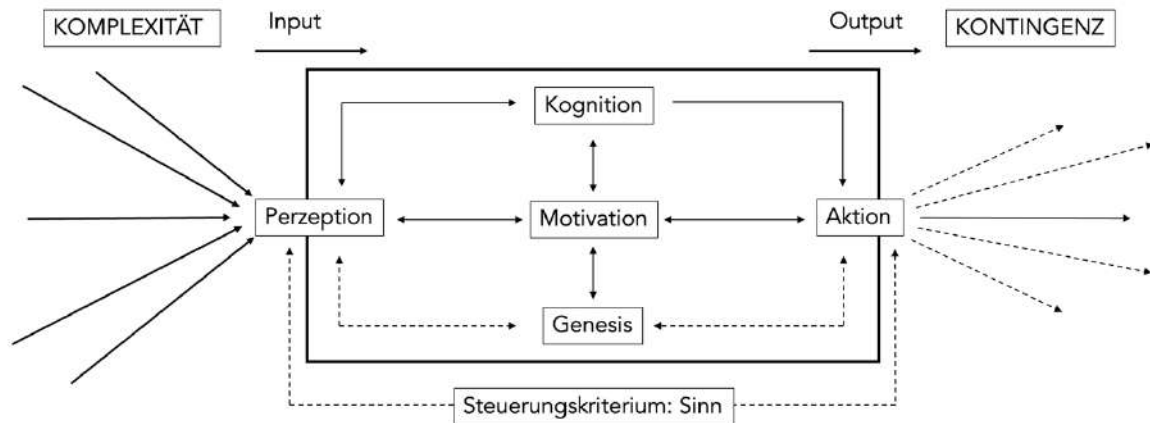 KOMPLEXITÄT
Input
Output
KONTINGENZ
Kognition
Perzeption
Motivation
Aktion
Genesis
Steuerungskriterium: Sinn